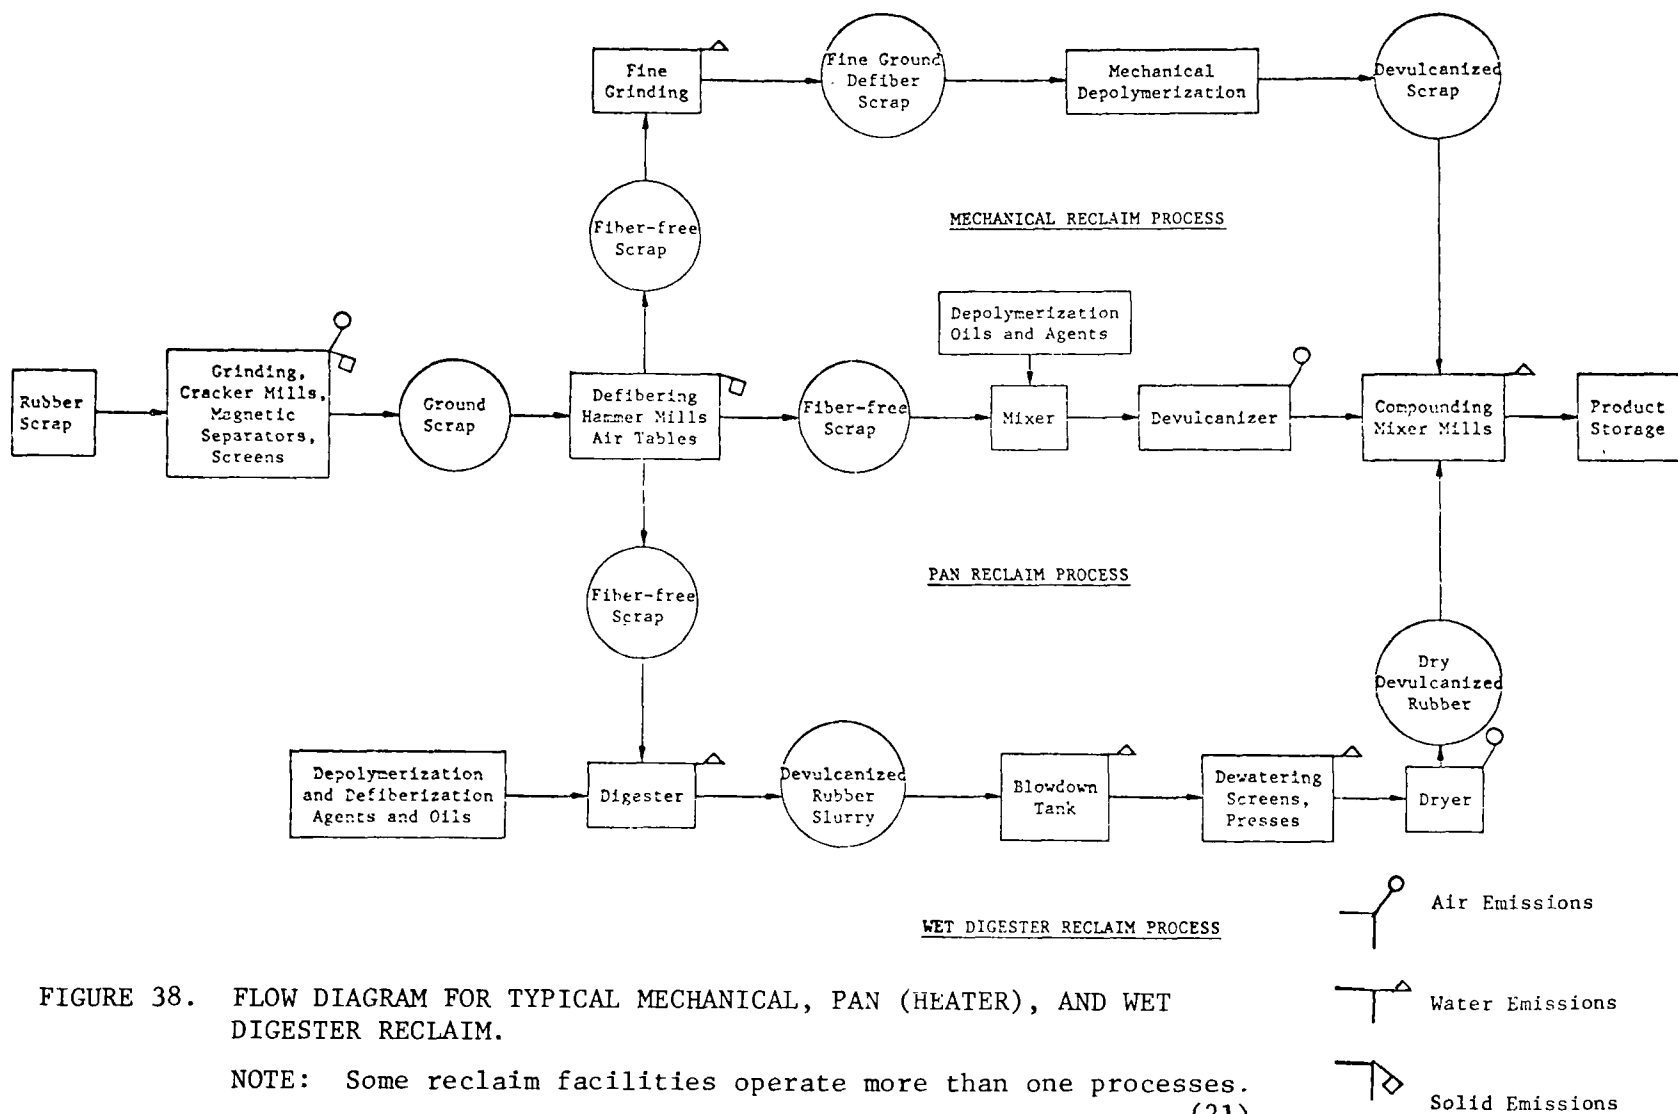 Fine
Grinding
Fine Ground
Defiber
Scrap
Mechanical
Depolymerization
Devulcanized
Scrap
Fiber-free
Scrap
MECHANICAL RECLAIM PROCESS
Depolymerization
Oils and Agents
Rubber
Scrap
Grinding,
Cracker Mills,
Magnetic
Separators,
Screens
Ground
Scrap
Defibering
Hammer Mills
Air Tables
Fiber-free
Scrap
Mixer
Devulcanizer
Compounding
Mixer Mills
Product
Storage
PAN RECLAIM PROCESS
Fiber-free
Scrap
Dry
Devulcanized
Rubber
Depolymerization
and Defiberization
Agents and Oils
Digester
Devulcanized
Rubber
Slurry
Blowdown
Tank
Dewatering
Screens,
Presses
Dryer
WET DIGESTER RECLAIM PROCESS
Air Emissions
Water Emissions
Solid Emissions
FIGURE 38. FLOW DIAGRAM FOR TYPICAL MECHANICAL, PAN (HEATER), AND WET
DIGESTER RECLAIM.
NOTE: Some reclaim facilities operate more than one processes.
(21)